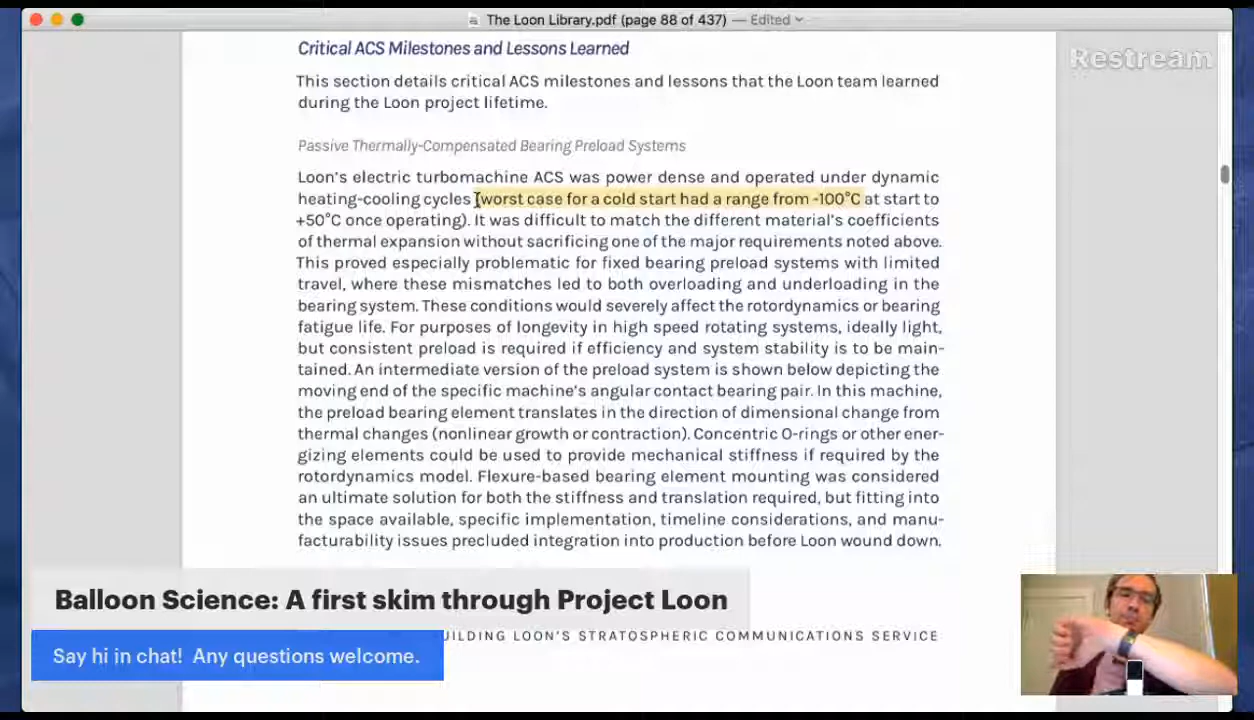 The Loon Library.pdf (page 88 of 437) — Edited
Restream
Critical ACS Milestones and Lessons Learned
This section details critical ACS milestones and lessons that the Loon team learned
during the Loon project lifetime.
Passive Thermally-Compensated Bearing Preload Systems
Loon's electric turbomachine ACS was power dense and operated under dynamic
heating-cooling cycles (worst case for a cold start had a range from -100°C at start to
+50°C once operating). It was difficult to match the different material's coefficients
of thermal expansion without sacrificing one of the major requirements noted above.
This proved especially problematic for fixed bearing preload systems with limited
travel, where these mismatches led to both overloading and underloading in the
bearing system. These conditions would severely affect the rotordynamics or bearing
fatigue life. For purposes of longevity in high speed rotating systems, ideally light,
but consistent preload is required if efficiency and system stability is to be main-
tained. An intermediate version of the preload system is shown below depicting the
moving end of the specific machine's angular contact bearing pair. In this machine,
the preload bearing element translates in the direction of dimensional change from
thermal changes (nonlinear growth or contraction). Concentric O-rings or other ener-
gizing elements could be used to provide mechanical stiffness if required by the
rotordynamics model. Flexure-based bearing element mounting was considered
an ultimate solution for both the stiffness and translation required, but fitting into
the space available, specific implementation, timeline considerations, and manu-
facturability issues precluded integration into production before Loon wound down.
Balloon Science: A first skim through Project Loon
UILDING LOON'S STRATOSPHERIC COMMUNICATIONS SERVICE
Say hi in chat! Any questions welcome.